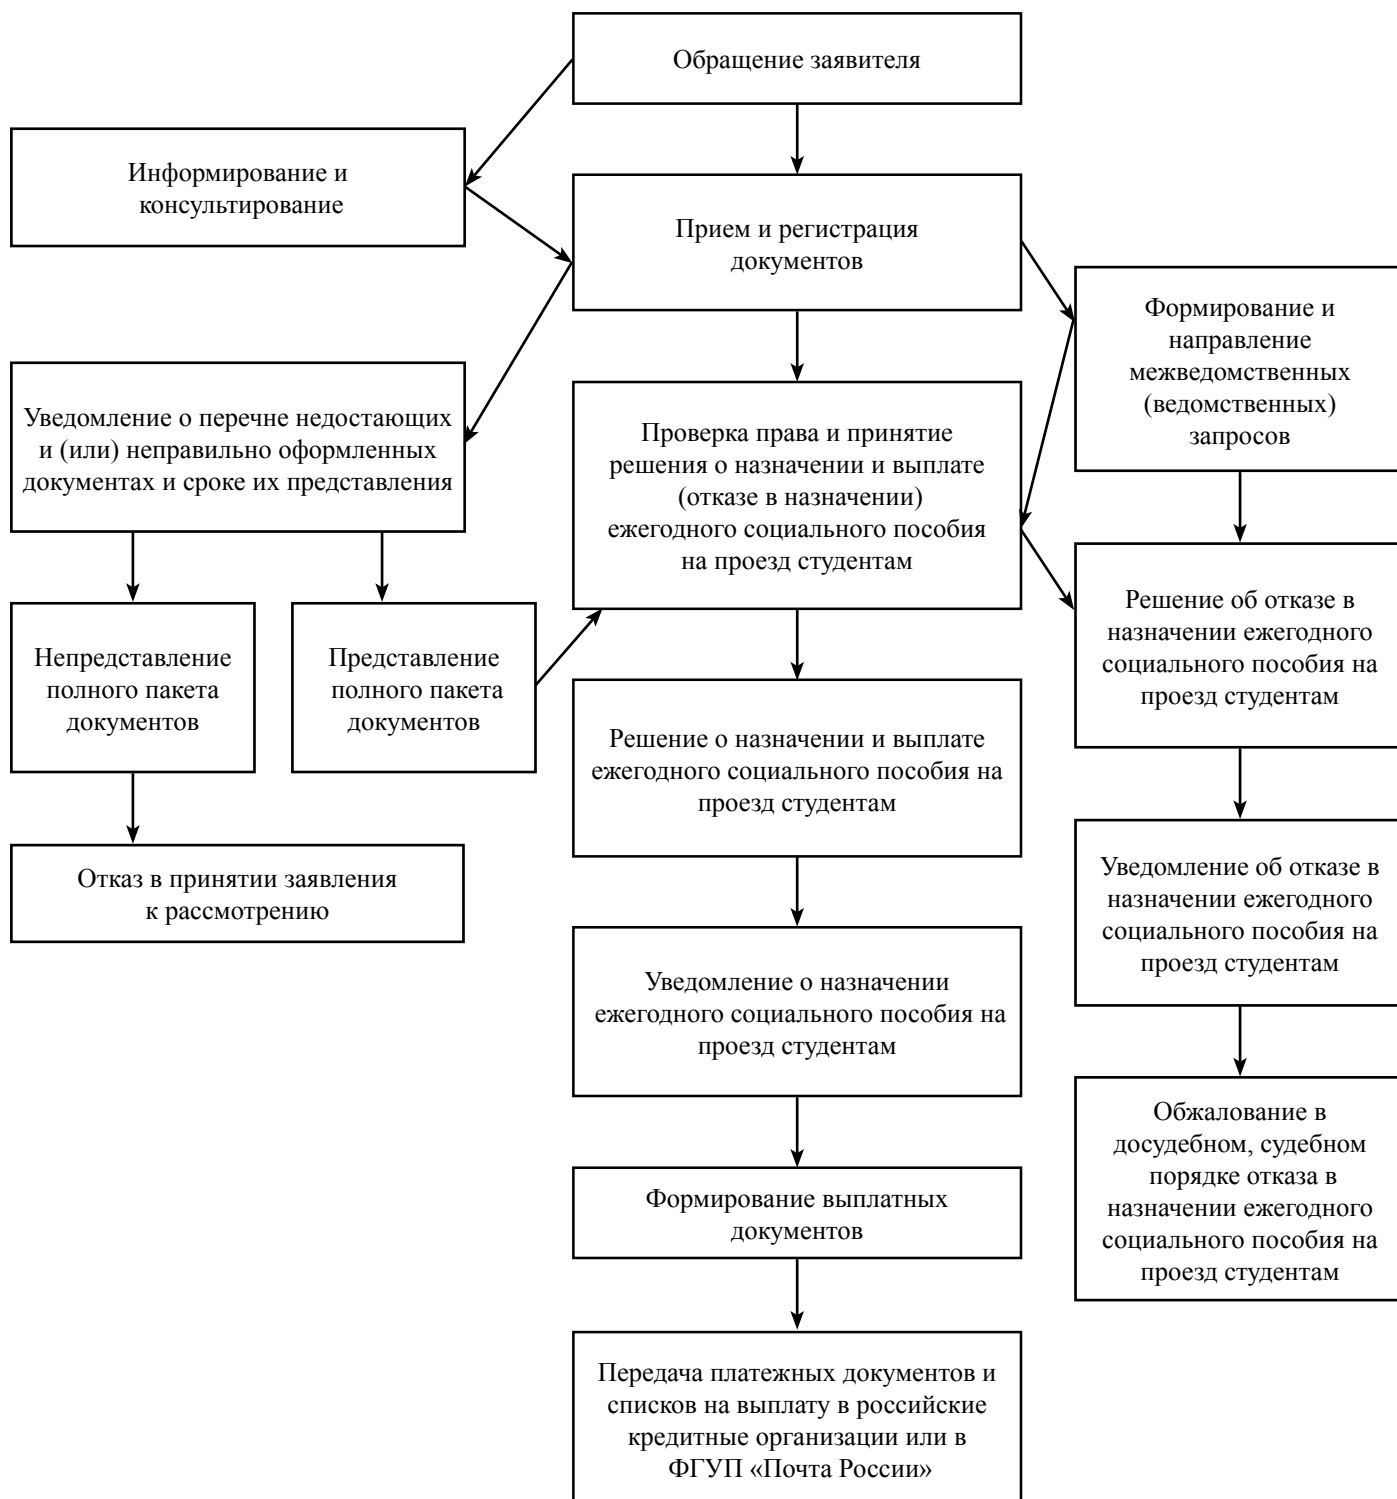 Обращение заявителя
Информирование и
консультирование
Прием и регистрация
документов
Формирование и
направление
межведомственных
(ведомственных)
запросов
Уведомление о перечне недостающих
и (или) неправильно оформленных
документах и сроке их представления
Проверка права и принятие
решения о назначении и выплате
(отказе в назначении)
ежегодного социального пособия
на проезд студентам
Решение об отказе в
назначении ежегодного
социального пособия на
проезд студентам
Непредставление
полного пакета
документов
Представление
полного пакета
документов
Решение о назначении и выплате
ежегодного социального пособия на
проезд студентам
Отказ в принятии заявления
к рассмотрению
Уведомление об отказе в
назначении ежегодного
социального пособия на
проезд студентам
Уведомление о назначении
ежегодного социального пособия на
проезд студентам
Обжалование в
досудебном, судебном
порядке отказа в
назначении ежегодного
социального пособия на
проезд студентам
Формирование выплатных
документов
Передача платежных документов и
списков на выплату в российские
кредитные организации или в
ФГУП «Почта России»